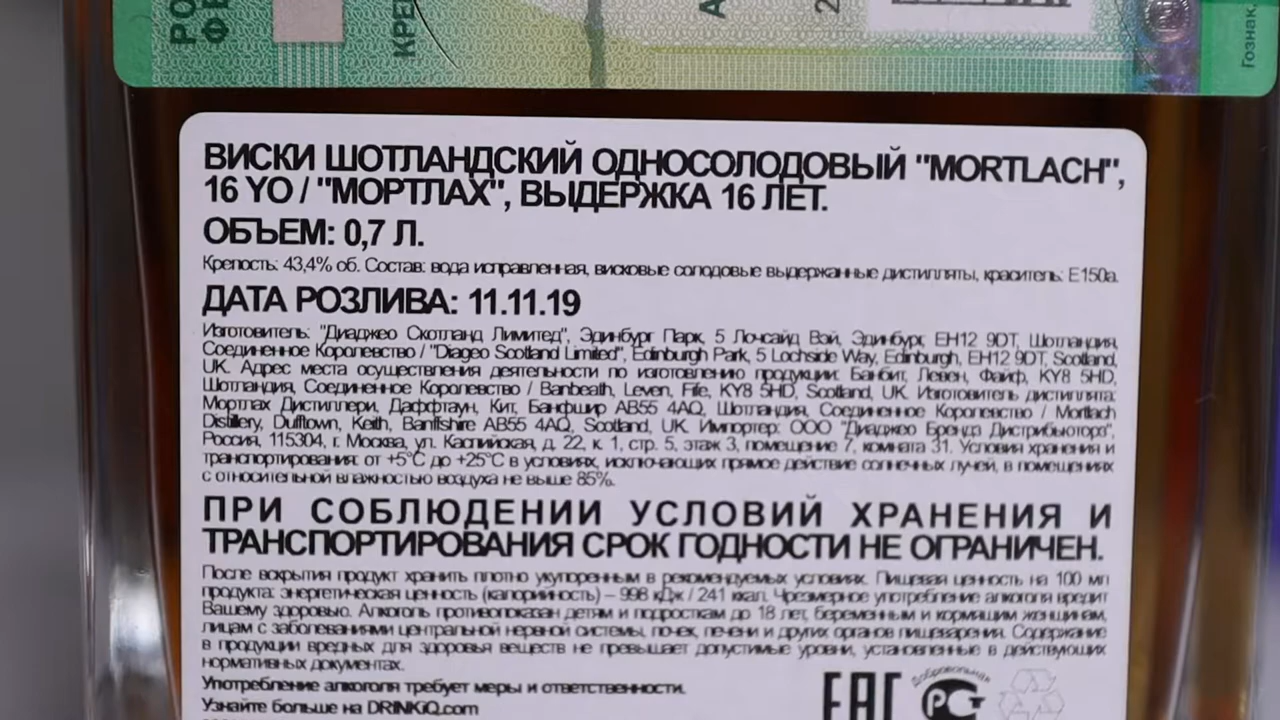 КРЕ
Гознак.
ВИСКИ ШОТЛАНДСКИЙ ОДНОСОЛОДОВЫЙ "MORTLACH",
16 YO / "МОРТЛАХ", ВЫДЕРЖКА 16 ЛЕТ.
ОБЪЕМ: 0,7 Л.
Крепость: 43,4% об. Состав: вода исправленная, висковые солодовые выдержанные дистилляты, краситель: Е150а.
ДАТА РОЗЛИВА: 11.11.19
Изготовитель: "Диаджео Скотланд Лимитед", Эдинбург Парк, 5 Лочсайд Вэй, Эдинбург, EH12 9DT, Шотландия,
Соединенное Королевство / "Diageo Scotland Limited", Edinburgh Park, 5 Lochside Way, Edinburgh, EH12 9DT, Scotland,
UK. Адрес места осуществления деятельности по изготовлению продукции: Банбит, Левен, Файф, KY8 5HD,
Шотландия, Соединенное Королевство / Banbeath, Leven, Fife, KY8 5HD, Scotland, UK. Изготовитель дистиллята:
Мортлах Дистиллери, Даффтаун, Кит, Банфшир AB55 4AQ, Шотландия, Соединенное Королевство / Mortlach
Distillery, Dufftown, Keith, Banffshire AB55 4AQ, Scotland, UK. Импортер: ООО "Диаджео Брендз Дистрибьюторз",
Россия, 115304, г. Москва, ул. Каспийская, д. 22, к. 1, стр. 5, этаж 3, помещение 7, комната 31. Условия хранения и
транспортирования: от +5°C до +25°C в условиях, исключающих прямое действие солнечных лучей, в помещениях
с относительной влажностью воздуха не выше 85%.
ПРИ СОБЛЮДЕНИИ УСЛОВИЙ ХРАНЕНИЯ И
ТРАНСПОРТИРОВАНИЯ СРОК ГОДНОСТИ НЕ ОГРАНИЧЕН.
После вскрытия продукт хранить плотно укупоренным в рекомендуемых условиях. Пищевая ценность на 100 мл
продукта: энергетическая ценность (калорийность) – 998 кДж / 241 ккал. Чрезмерное употребление алкоголя вредит
Вашему здоровью. Алкоголь противопоказан детям и подросткам до 18 лет, беременным и кормящим женщинам,
лицам с заболеваниями центральной нервной системы, почек, печени и других органов пищеварения. Содержание
в продукции вредных для здоровья веществ не превышает допустимые уровни, установленные в действующих
нормативных документах.
Употребление алкоголя требует меры и ответственности.
Узнайте больше на DRINKiQ.com
EAC
Добровольная
РСТ